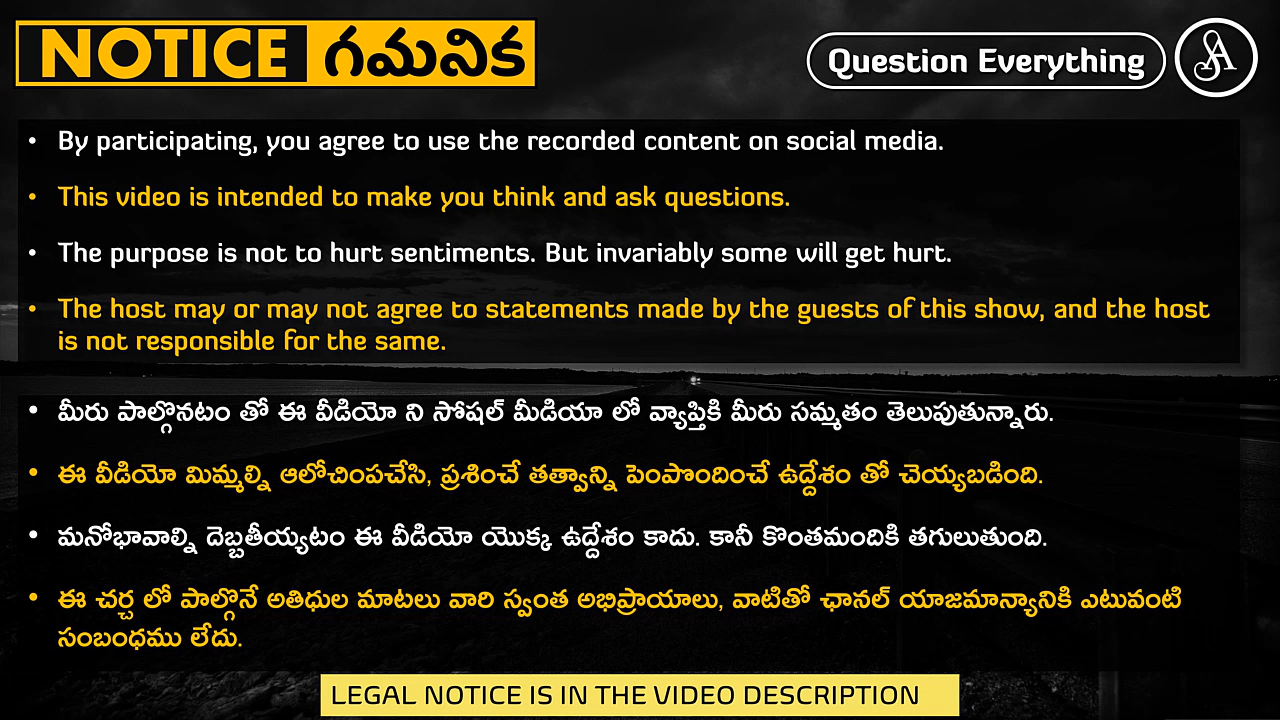 NOTICE గమనిక
Question Everything
• By participating, you agree to use the recorded content on social media.
• This video is intended to make you think and ask questions.
• The purpose is not to hurt sentiments. But invariably some will get hurt.
• The host may or may not agree to statements made by the guests of this show, and the host
is not responsible for the same.
• మీరు పాల్గొనటం తో ఈ వీడియో ని సోషల్ మీడియా లో వ్యాప్తికి మీరు సమ్మతం తెలుపుతున్నారు.
• ఈ వీడియో మిమ్మల్ని ఆలోచింపచేసి, ప్రశించే తత్వాన్ని పెంపొందించే ఉద్దేశం తో చెయ్యబడింది.
• మనోభావాల్ని దెబ్బతీయ్యటం ఈ వీడియో యొక్క ఉద్దేశం కాదు. కానీ కొంతమందికి తగులుతుంది.
• ఈ చర్చ లో పాల్గొనే అతిధుల మాటలు వారి స్వంత అభిప్రాయాలు, వాటితో ఛానల్ యాజమాన్యానికి ఎటువంటి
సంబంధము లేదు.
LEGAL NOTICE IS IN THE VIDEO DESCRIPTION